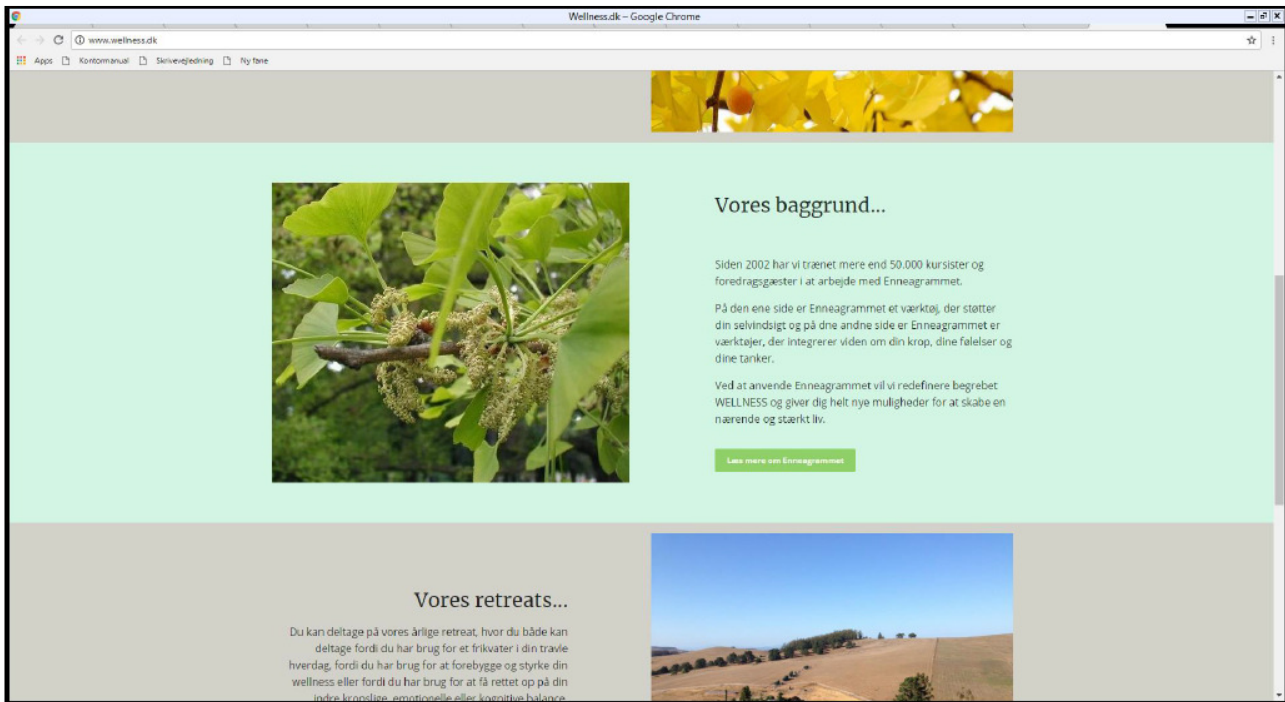 Wellness.dk – Google Chrome
www.wellness.dk
Apps Kontormanual Skrivevejledning Ny fane
Vores baggrund...
Siden 2002 har vi trænet mere end 50.000 kursister og
foredragsgæster i at arbejde med Enneagrammet.
På den ene side er Enneagrammet et værktøj, der støtter
din selvindsigt og på dne andne side er Enneagrammet er
værktøjer, der integrerer viden om din krop, dine følelser og
dine tanker.
Ved at anvende Enneagrammet vil vi redefinere begrebet
WELLNESS og giver dig helt nye muligheder for at skabe en
nærende og stærkt liv.
Læs mere om Enneagrammet
Vores retreats...
Du kan deltage på vores årlige retreat, hvor du både kan
deltage fordi du har brug for et frikvater i din travle
hverdag, fordi du har brug for at forebygge og styrke din
wellness eller fordi du har brug for at få rettet op på din
indre kropslige, emotionelle eller kognitive balance.